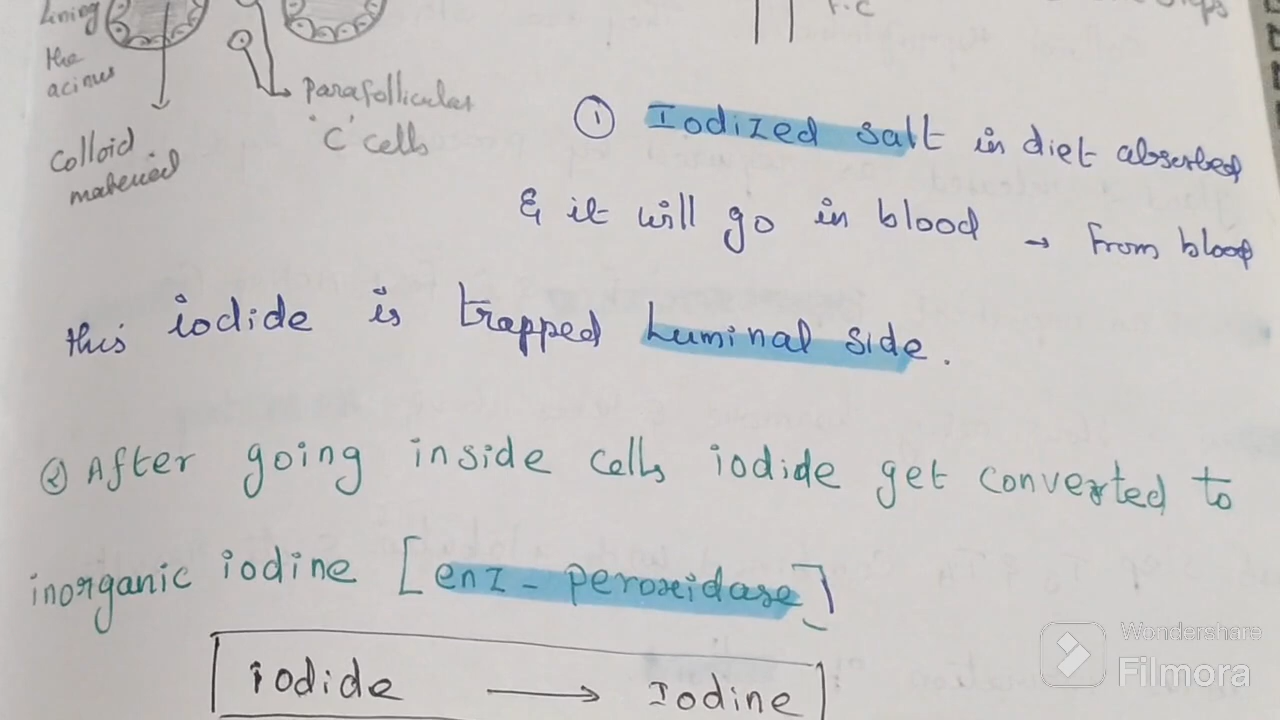 lining
the
acinus
Colloid
material
parafollicular
'C' cells
① Iodized salt in diet absorbed
& it will go in blood → From blood
this iodide is trapped Luminal side.
② After going inside cells iodide get converted to
inorganic iodine [enz - peroxidase]
iodide → Iodine
Wondershare
Filmora